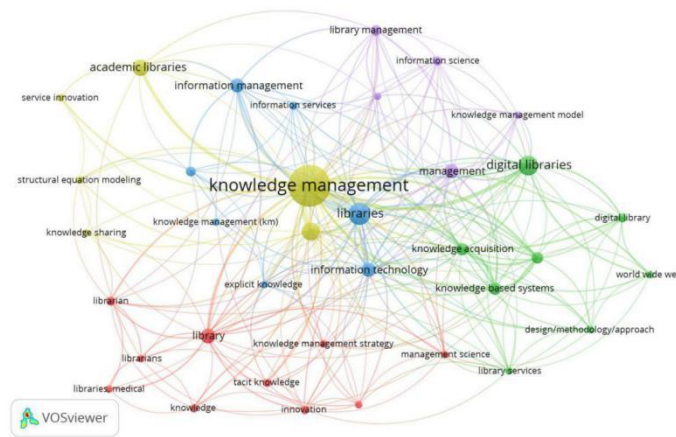 library management
academic libraries
information science
information management
service innovation
information services
knowledge management model
digital libraries
management
structural equation modeling
knowledge management
libraries
digital library
knowledge management (km)
knowledge sharing
knowledge acquisition
information technology
world wide we
explicit knowledge
knowledge based systems
librarian
design/methodology/approach
library
knowledge management strategy
management science
librarians
library services
tacit knowledge
libraries, medical
knowledge
innovation
VOSviewer